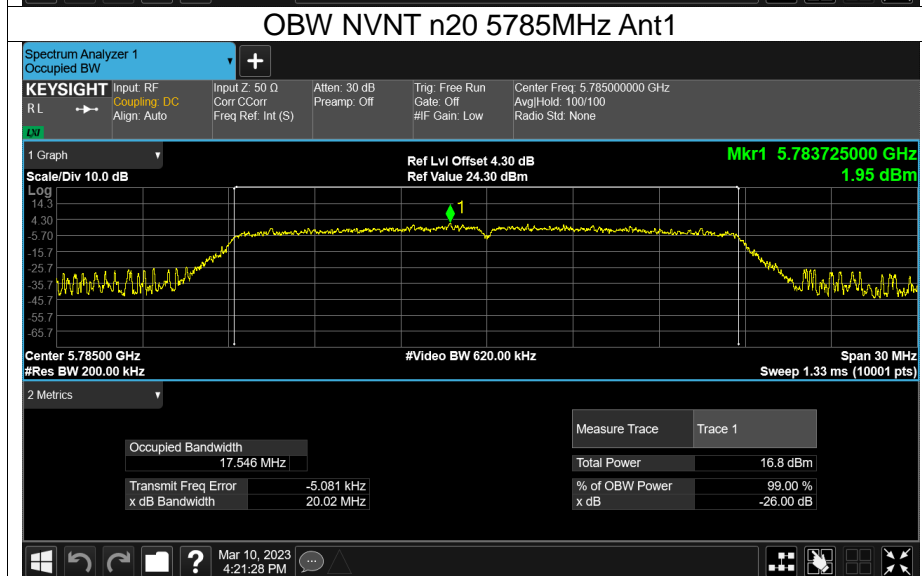 OBW NVNT n20 5785MHz Ant1
Spectrum Analyzer 1
Occupied BW
+
KEYSIGHT Input: RF Input Z: 50 Ω Atten: 30 dB Trig: Free Run Center Freq: 5.785000000 GHz
R L Coupling: DC Corr CCorr Preamp: Off Gate: Off Avg|Hold: 100/100
Align: Auto Freq Ref: Int (S) #IF Gain: Low Radio Std: None
LXI
1 Graph Ref Lvl Offset 4.30 dB Mkr1 5.783725000 GHz
Scale/Div 10.0 dB Ref Value 24.30 dBm 1.95 dBm
Log
14.3
1
4.30
-5.70
-15.7
-25.7
-35.7
-45.7
-55.7
-65.7
Center 5.78500 GHz #Video BW 620.00 kHz Span 30 MHz
#Res BW 200.00 kHz Sweep 1.33 ms (10001 pts)
2 Metrics
Measure Trace Trace 1
Occupied Bandwidth
17.546 MHz Total Power 16.8 dBm
Transmit Freq Error -5.081 kHz % of OBW Power 99.00 %
x dB Bandwidth 20.02 MHz x dB -26.00 dB
? Mar 10, 2023
4:21:28 PM